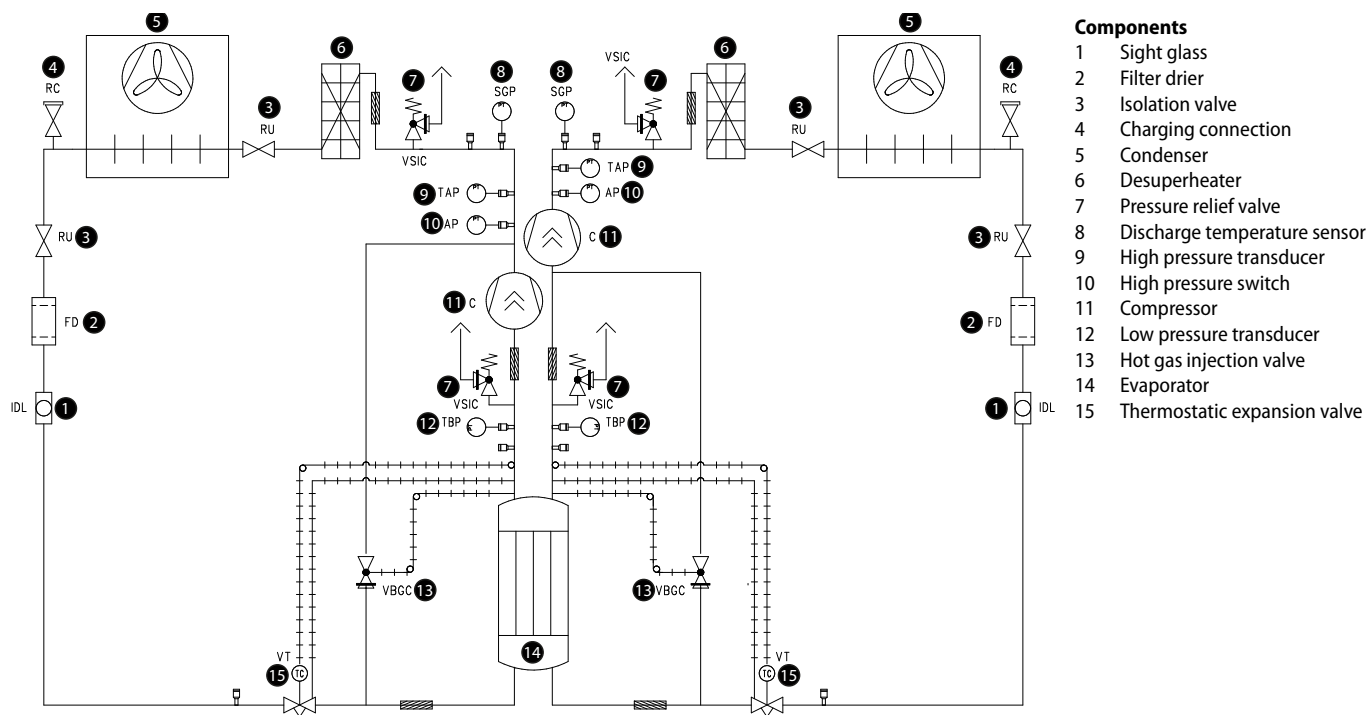 5
6
VSIC
6
5
4
RC
7
8
SGP
8
SGP
7
4
RC
3
RU
VSIC
VSIC
3
RU
9 TAP
TAP 9
10 AP
AP 10
RU 3
C 11
3 RU
11 C
FD 2
2 FD
7
7
IDL 1
VSIC
VSIC
1 IDL
12 TBP
TBP 12
VBGC 13
13 VBGC
14
VT
VT
15 TC
TC 15
Components
1 Sight glass
2 Filter drier
3 Isolation valve
4 Charging connection
5 Condenser
6 Desuperheater
7 Pressure relief valve
8 Discharge temperature sensor
9 High pressure transducer
10 High pressure switch
11 Compressor
12 Low pressure transducer
13 Hot gas injection valve
14 Evaporator
15 Thermostatic expansion valve